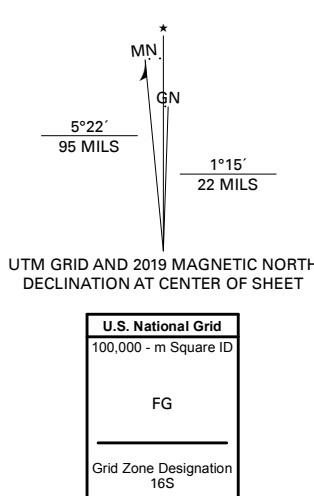 ★
MN
GN
5°22´
95 MILS
1°15´
22 MILS
UTM GRID AND 2019 MAGNETIC NORTH
DECLINATION AT CENTER OF SHEET
U.S. National Grid
100,000 - m Square ID
FG
Grid Zone Designation
16S